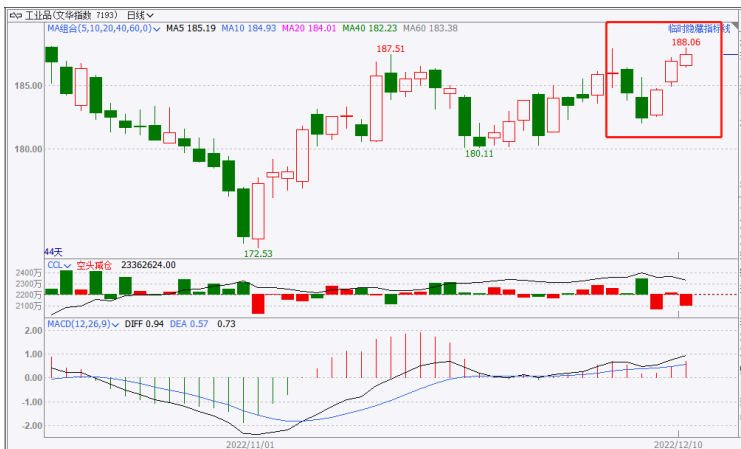 工业品(文华指数 7193) 日线
MA组合(5,10,20,40,60,0) MA5 185.19 MA10 184.93 MA20 184.01 MA40 182.23 MA60 183.38
临时隐藏指标线
188.06
187.51
185.00
180.00
180.11
172.53
44天
CCL 空头减仓 23362624.00
2400万
2300万
2200万
2100万
MACD(12,26,9) DIFF 0.94 DEA 0.57 0.73
2.00
1.00
0.00
-1.00
-2.00
2022/11/01 2022/12/10